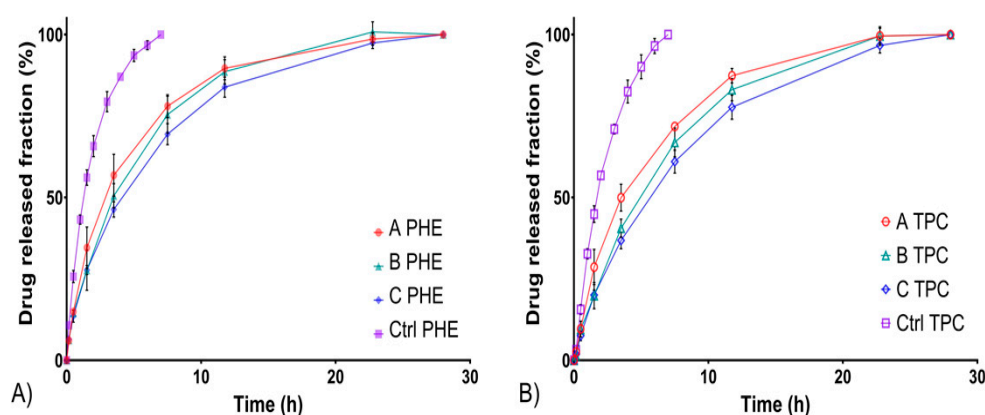 Drug released fraction (%)
100
50
0
0
10
20
30
Time (h)
A PHE
B PHE
C PHE
Ctrl PHE
A)
Drug released fraction (%)
100
50
0
0
10
20
30
Time (h)
A TPC
B TPC
C TPC
Ctrl TPC
B)